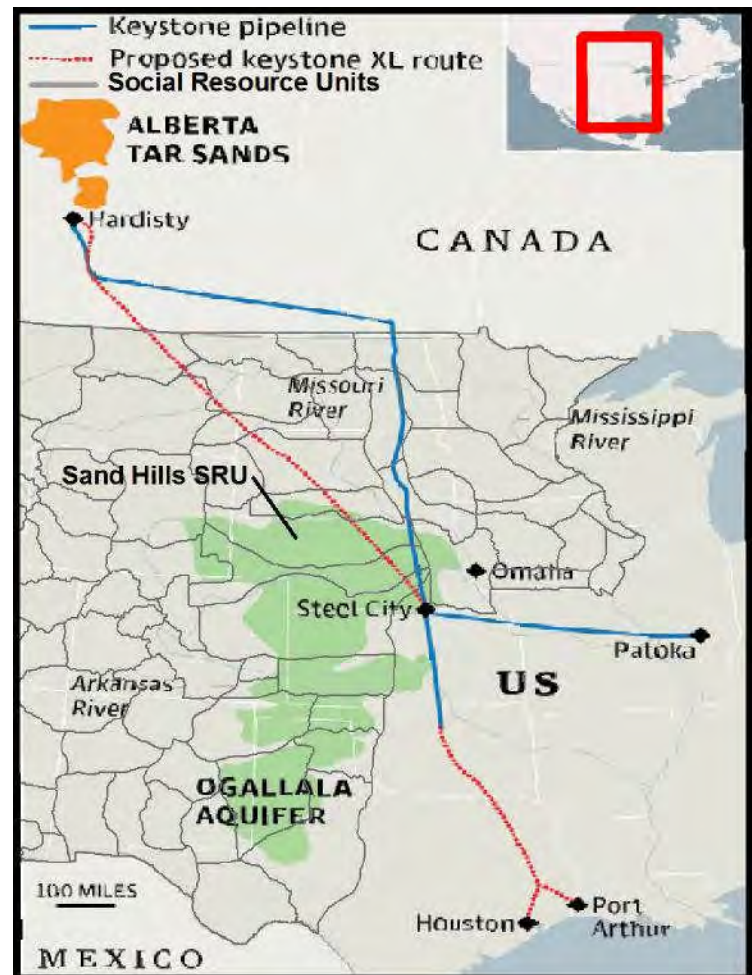 Keystone pipeline
Proposed keystone XL route
Social Resource Units
ALBERTA
TAR SANDS
Hardisty
CANADA
Missouri
River
Mississippi
River
Sand Hills SRU
Omaha
Steel City
Patoka
US
Arkansas
River
OGALLALA
AQUIFER
100 MILES
Port
Arthur
Houston
MEXICO